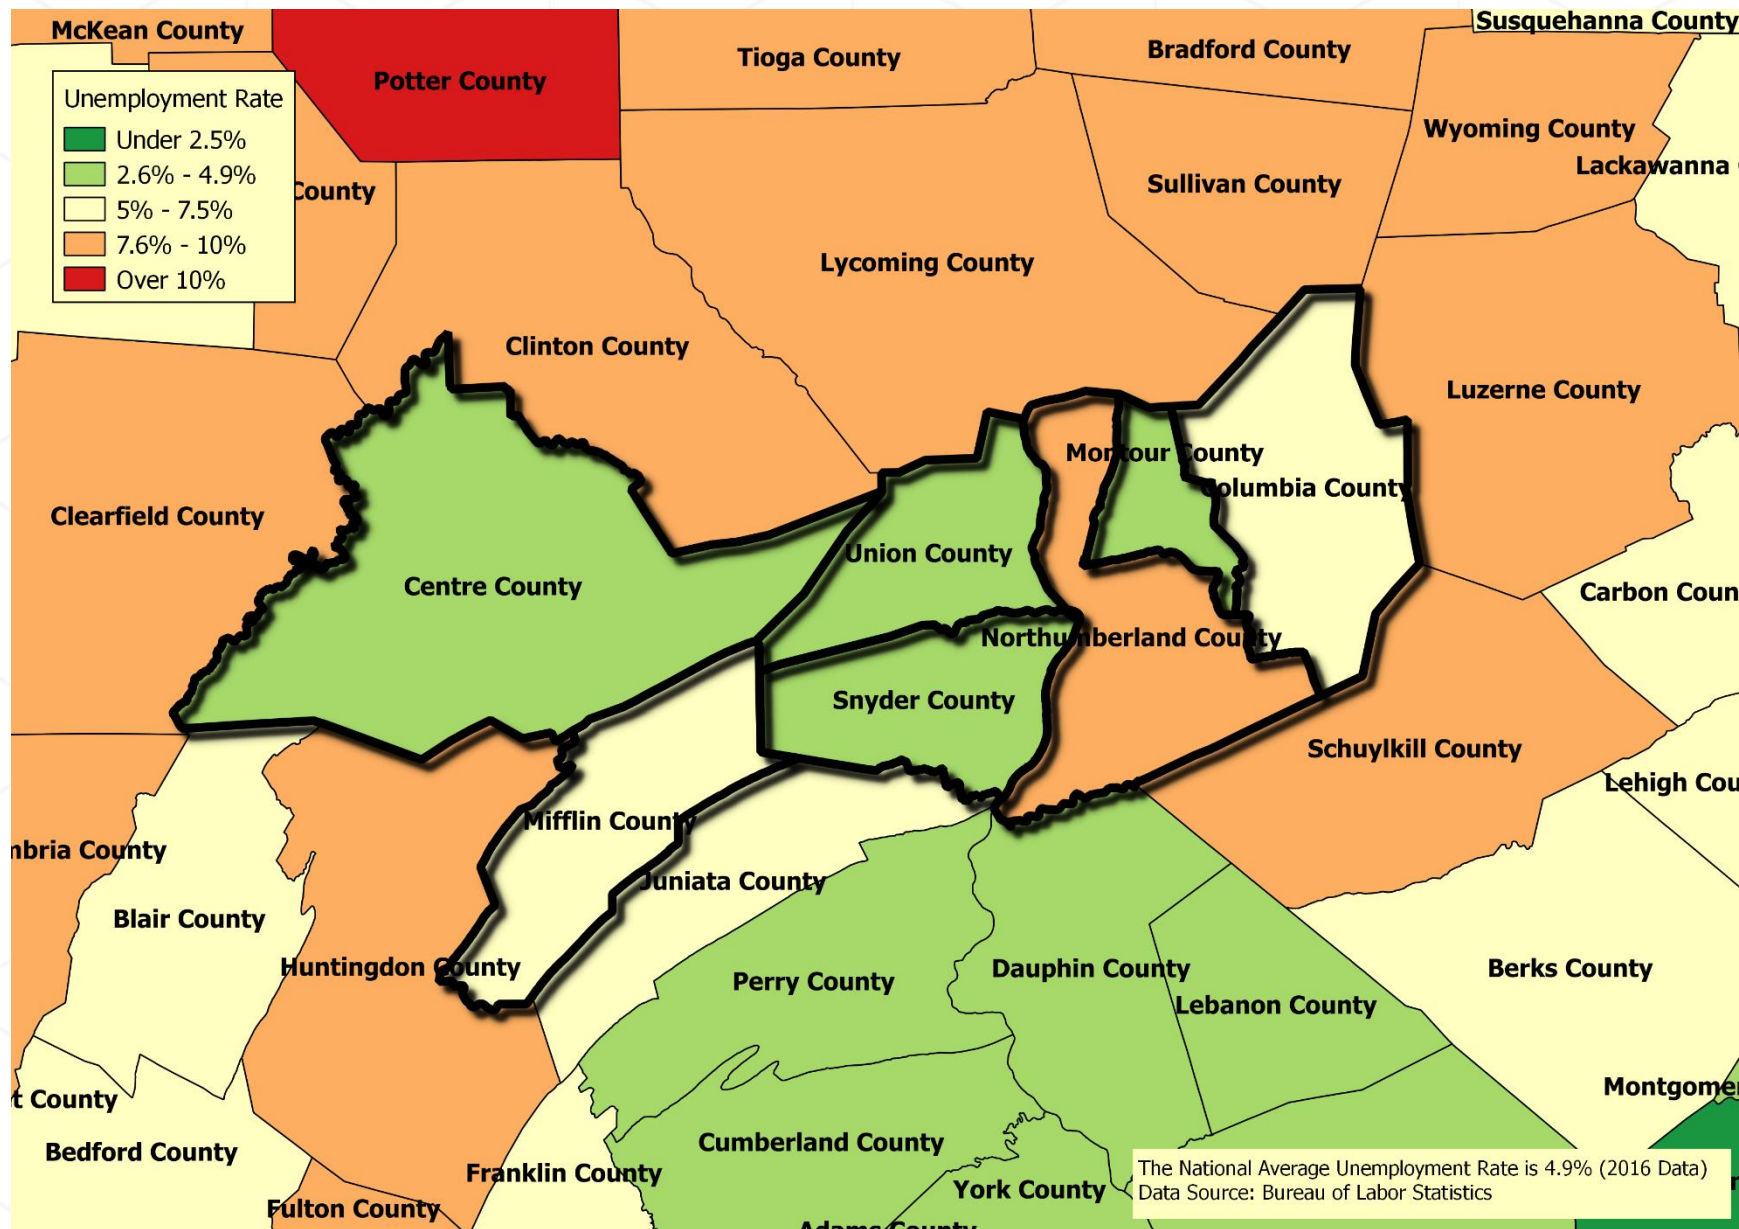 McKean County
Susquehanna County
Potter County
Tioga County
Bradford County
Unemployment Rate
Under 2.5%
2.6% - 4.9%
5% - 7.5%
7.6% - 10%
Over 10%
County
Wyoming County
Lackawanna
Sullivan County
Lycoming County
Clinton County
Luzerne County
Montour County
Columbia County
Clearfield County
Union County
Centre County
Carbon Coun
Northumberland County
Snyder County
Schuylkill County
Lehigh Cou
Mifflin County
mbria County
Juniata County
Blair County
Huntingdon County
Perry County
Dauphin County
Berks County
Lebanon County
t County
Montgomer
Cumberland County
Bedford County
Franklin County
York County
Fulton County
Adams County
The National Average Unemployment Rate is 4.9% (2016 Data)
Data Source: Bureau of Labor Statistics